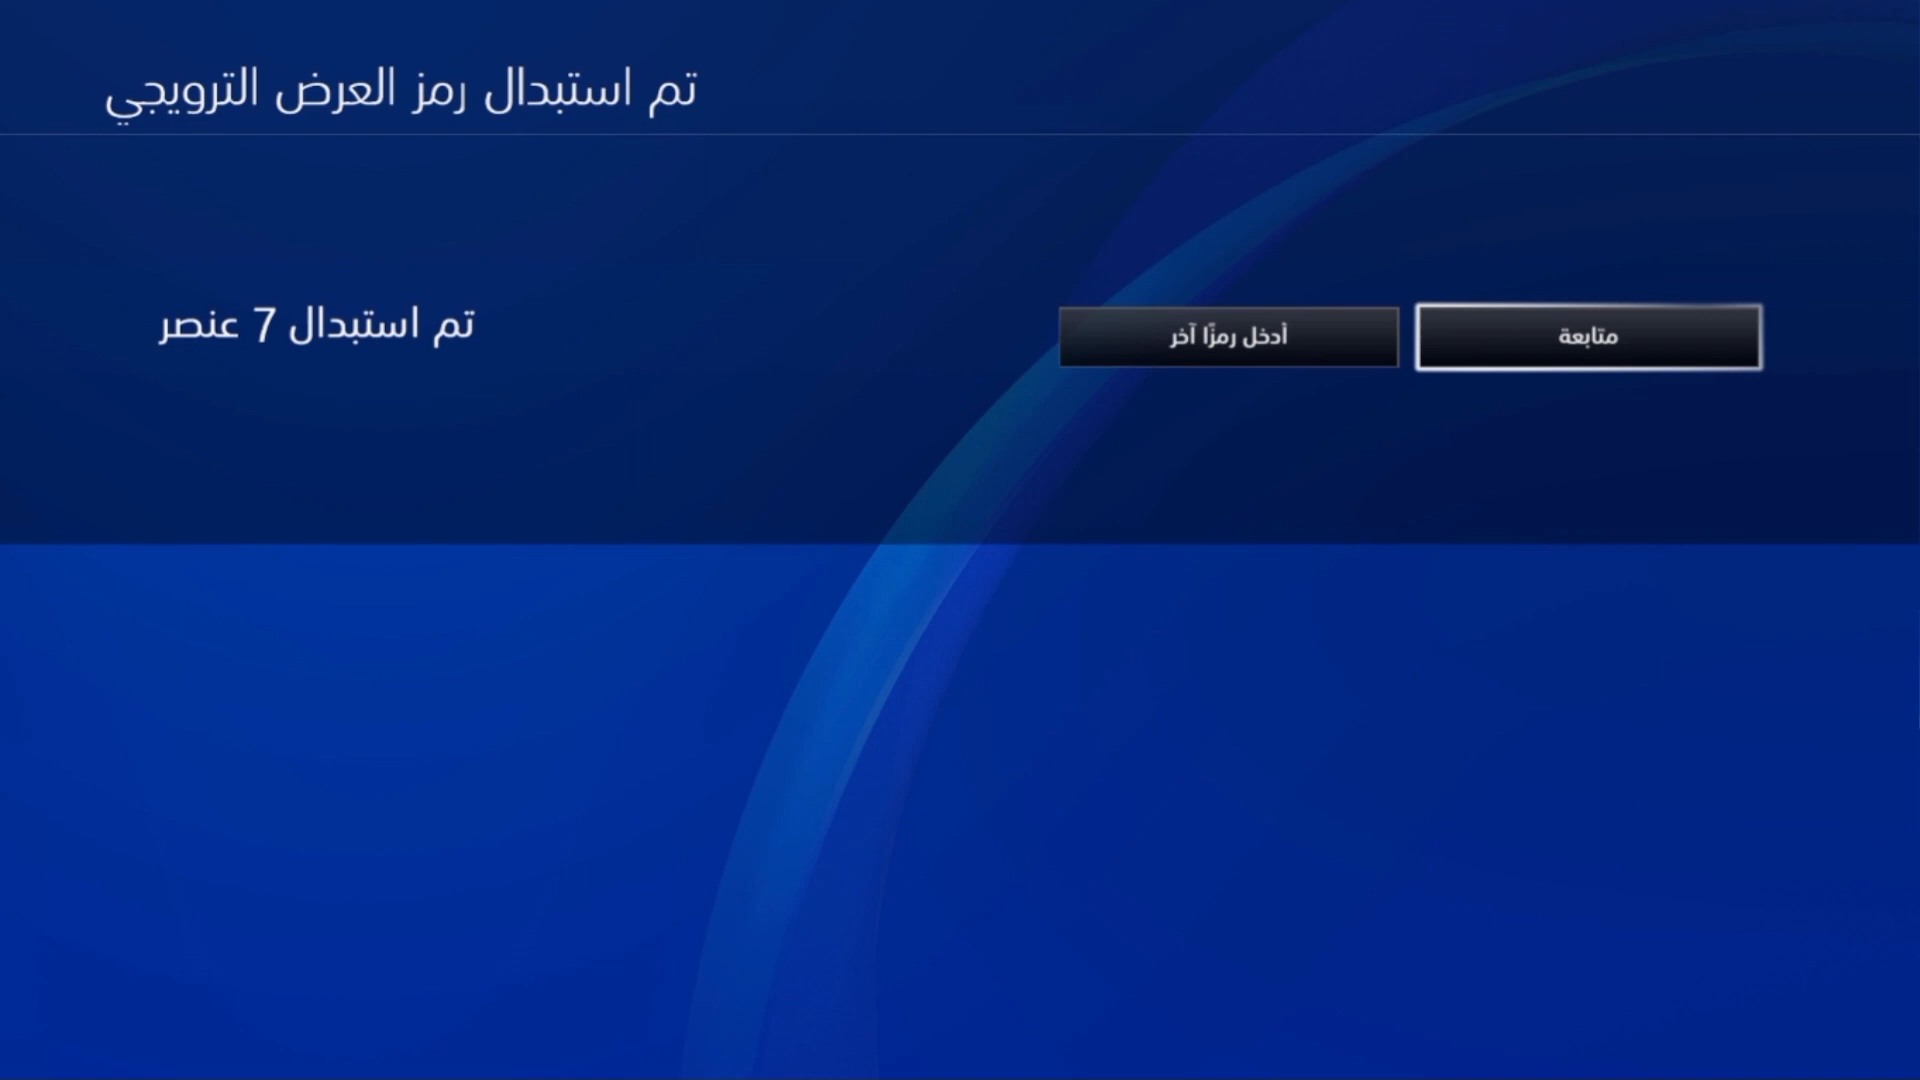 تم استبدال رمز العرض الترويجي
تم استبدال 7 عنصر
متابعة
أدخل رمزًا آخر